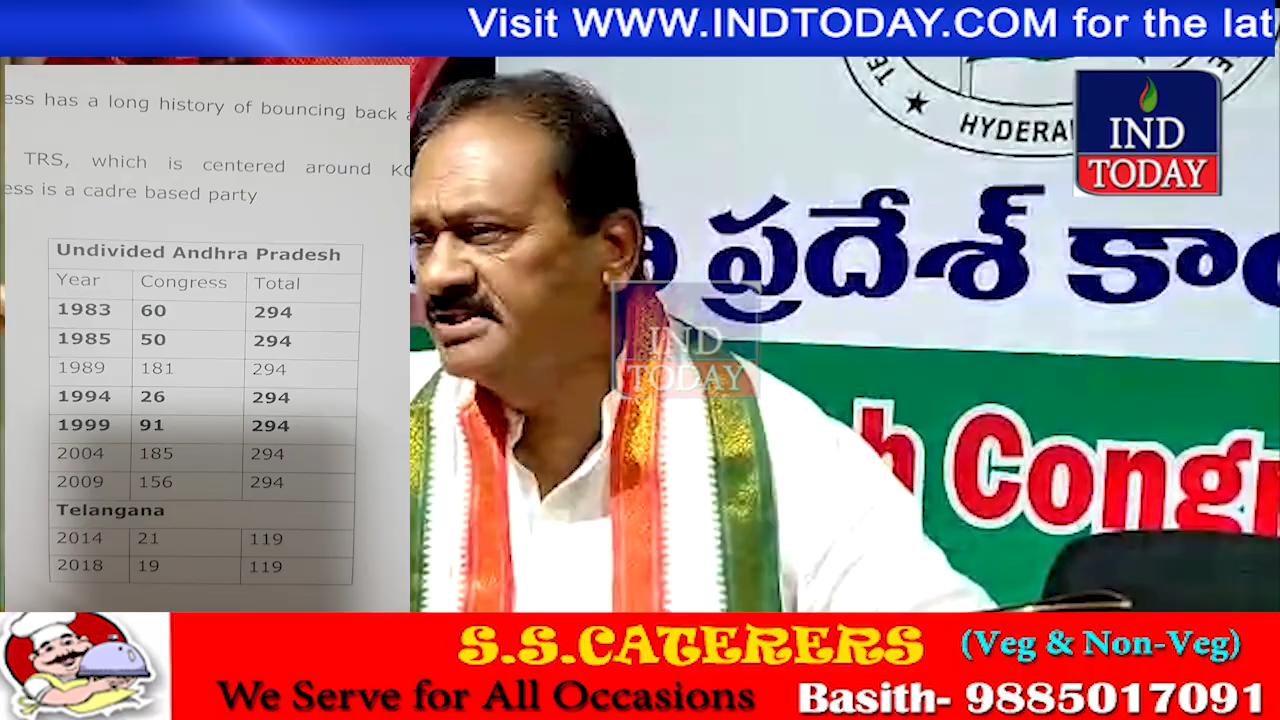 Visit WWW.INDTODAY.COM for the lat
ess has a long history of bouncing back
TRS, which is centered around
ess is a cadre based party
Undivided Andhra Pradesh
Year Congress Total
1983 60 294
1985 50 294
1989 181 294
1994 26 294
1999 91 294
2004 185 294
2009 156 294
Telangana
2014 21 119
2018 19 119
HYDERA
IND
TODAY
ప్రదేశ్ కాం
IND
TODAY
h Congr
S.S.CATERERS (Veg & Non-Veg)
We Serve for All Occasions Basith- 9885017091